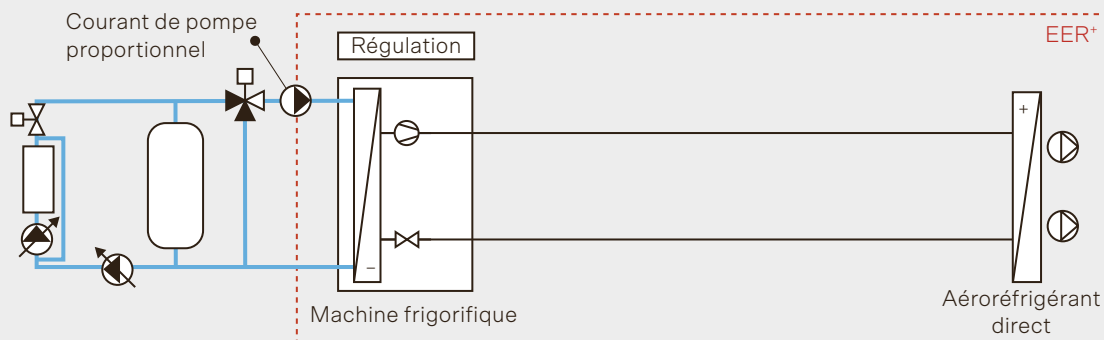 Courant de pompe
proportionnel
Régulation
EER⁺
+
−
Machine frigorifique
Aéroréfrigérant
direct